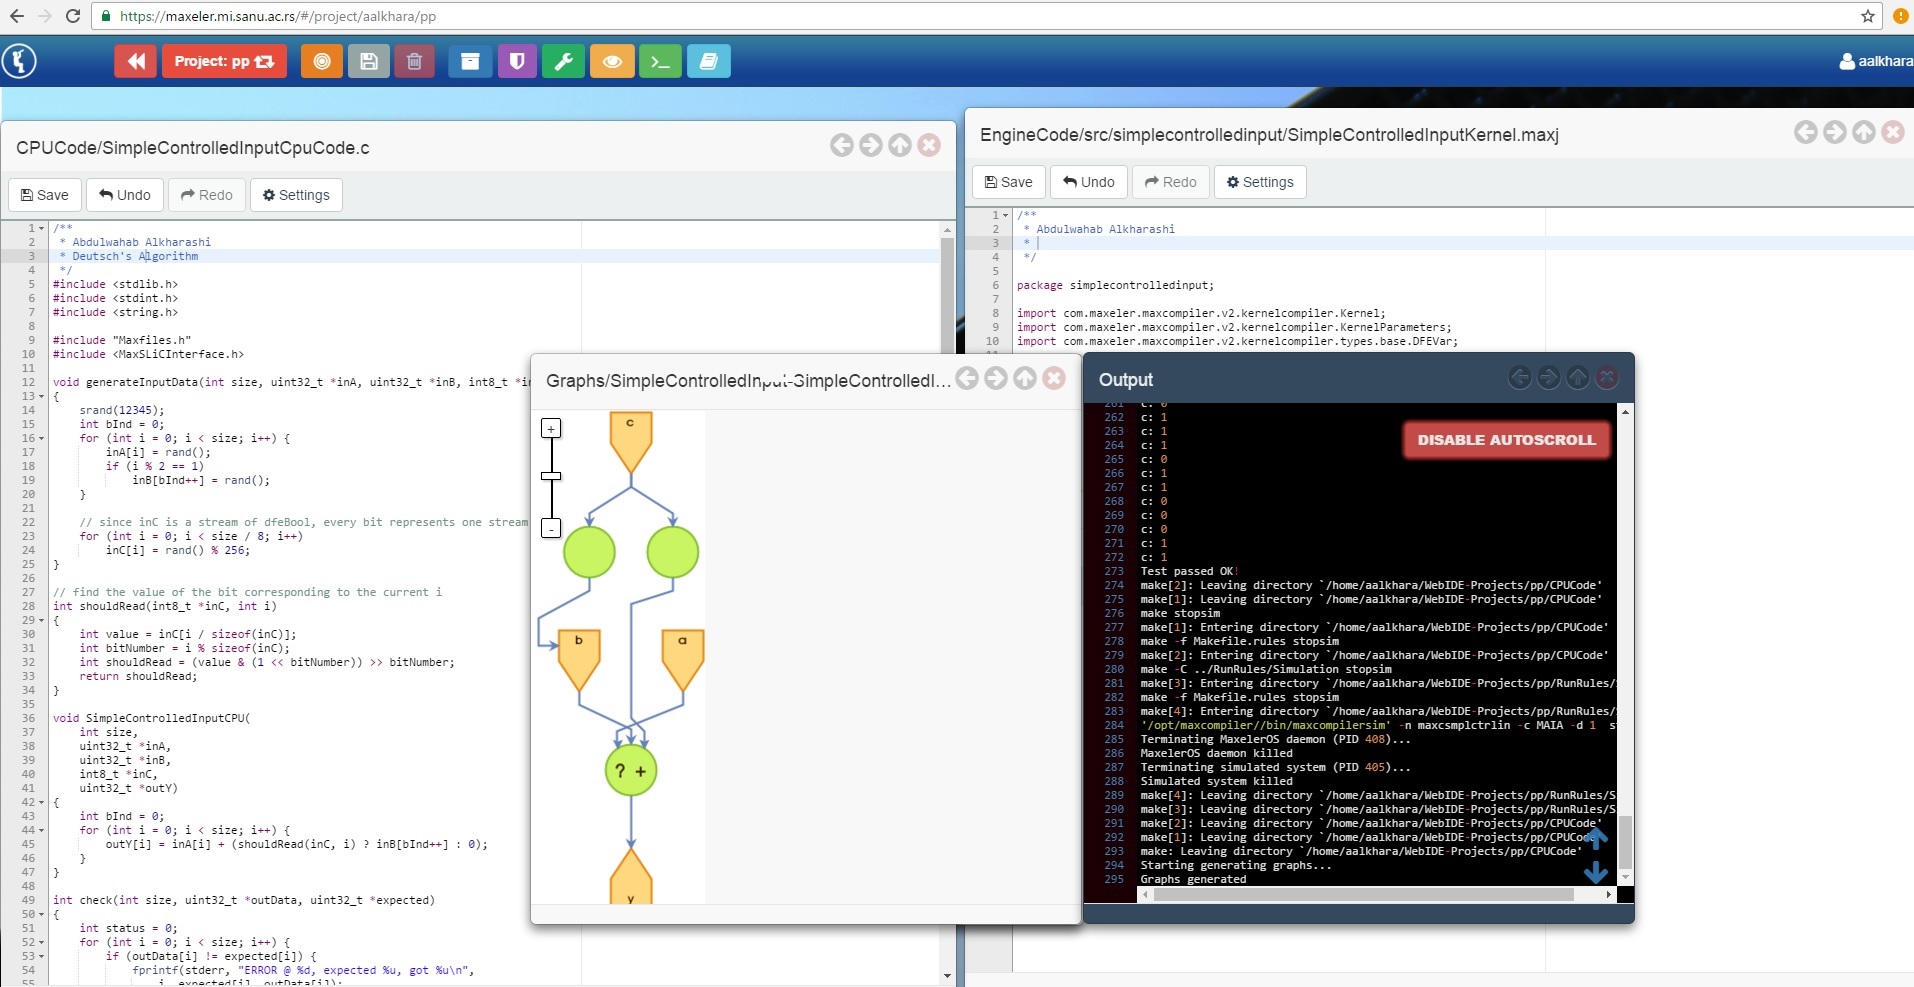 https://maxeler.mi.sanu.ac.rs/#/project/aalkhara/pp
Project: pp
aalkhara
CPUCode/SimpleControlledInputCpuCode.c
Save Undo Redo Settings
1 /**
2 * Abdulwahab Alkharashi
3 * Deutsch's Algorithm
4 */
5 #include <stdlib.h>
6 #include <stdint.h>
7 #include <string.h>
8
9 #include "Maxfiles.h"
10 #include <MaxSLiCInterface.h>
11
12 void generateInputData(int size, uint32_t *inA, uint32_t *inB, int8_t *in
13 {
14 srand(12345);
15 int bInd = 0;
16 for (int i = 0; i < size; i++) {
17 inA[i] = rand();
18 if (i % 2 == 1)
19 inB[bInd++] = rand();
20 }
21
22 // since inC is a stream of dfeBool, every bit represents one stream
23 for (int i = 0; i < size / 8; i++)
24 inC[i] = rand() % 256;
25 }
26
27 // find the value of the bit corresponding to the current i
28 int shouldRead(int8_t *inC, int i)
29 {
30 int value = inC[i / sizeof(inC)];
31 int bitNumber = i % sizeof(inC);
32 int shouldRead = (value & (1 << bitNumber)) >> bitNumber;
33 return shouldRead;
34 }
35
36 void SimpleControlledInputCPU(
37 int size,
38 uint32_t *inA,
39 uint32_t *inB,
40 int8_t *inC,
41 uint32_t *outY)
42 {
43 int bInd = 0;
44 for (int i = 0; i < size; i++) {
45 outY[i] = inA[i] + (shouldRead(inC, i) ? inB[bInd++] : 0);
46 }
47 }
48
49 int check(int size, uint32_t *outData, uint32_t *expected)
50 {
51 int status = 0;
52 for (int i = 0; i < size; i++) {
53 if (outData[i] != expected[i]) {
54 fprintf(stderr, "ERROR @ %d, expected %u, got %u\n",
55 i, expected[i], outData[i]);
EngineCode/src/simplecontrolledinput/SimpleControlledInputKernel.maxj
Save Undo Redo Settings
1 /**
2 * Abdulwahab Alkharashi
3 *
4 */
5
6 package simplecontrolledinput;
7
8 import com.maxeler.maxcompiler.v2.kernelcompiler.Kernel;
9 import com.maxeler.maxcompiler.v2.kernelcompiler.KernelParameters;
10 import com.maxeler.maxcompiler.v2.kernelcompiler.types.base.DFEVar;
Graphs/SimpleControlledInput-SimpleControlledI...
+
-
c
b a
? +
y
Output
DISABLE AUTOSCROLL
261 c: 0
262 c: 1
263 c: 1
264 c: 1
265 c: 0
266 c: 1
267 c: 1
268 c: 0
269 c: 0
270 c: 0
271 c: 1
272 c: 1
273 Test passed OK!
274 make[2]: Leaving directory `/home/aalkhara/WebIDE-Projects/pp/CPUCode'
275 make[1]: Leaving directory `/home/aalkhara/WebIDE-Projects/pp/CPUCode'
276 make stopsim
277 make[1]: Entering directory `/home/aalkhara/WebIDE-Projects/pp/CPUCode'
278 make -f Makefile.rules stopsim
279 make[2]: Entering directory `/home/aalkhara/WebIDE-Projects/pp/CPUCode'
280 make -C ../RunRules/Simulation stopsim
281 make[3]: Entering directory `/home/aalkhara/WebIDE-Projects/pp/RunRules/
282 make -f Makefile.rules stopsim
283 make[4]: Entering directory `/home/aalkhara/WebIDE-Projects/pp/RunRules/
284 '/opt/maxcompiler//bin/maxcompilersim' -n maxcsmplctrlin -c MAIA -d 1 s
285 Terminating MaxelerOS daemon (PID 408)...
286 MaxelerOS daemon killed
287 Terminating simulated system (PID 405)...
288 Simulated system killed
289 make[4]: Leaving directory `/home/aalkhara/WebIDE-Projects/pp/RunRules/S
290 make[3]: Leaving directory `/home/aalkhara/WebIDE-Projects/pp/RunRules/S
291 make[2]: Leaving directory `/home/aalkhara/WebIDE-Projects/pp/CPUCode'
292 make[1]: Leaving directory `/home/aalkhara/WebIDE-Projects/pp/CPUCode'
293 make: Leaving directory `/home/aalkhara/WebIDE-Projects/pp/CPUCode'
294 Starting generating graphs...
295 Graphs generated